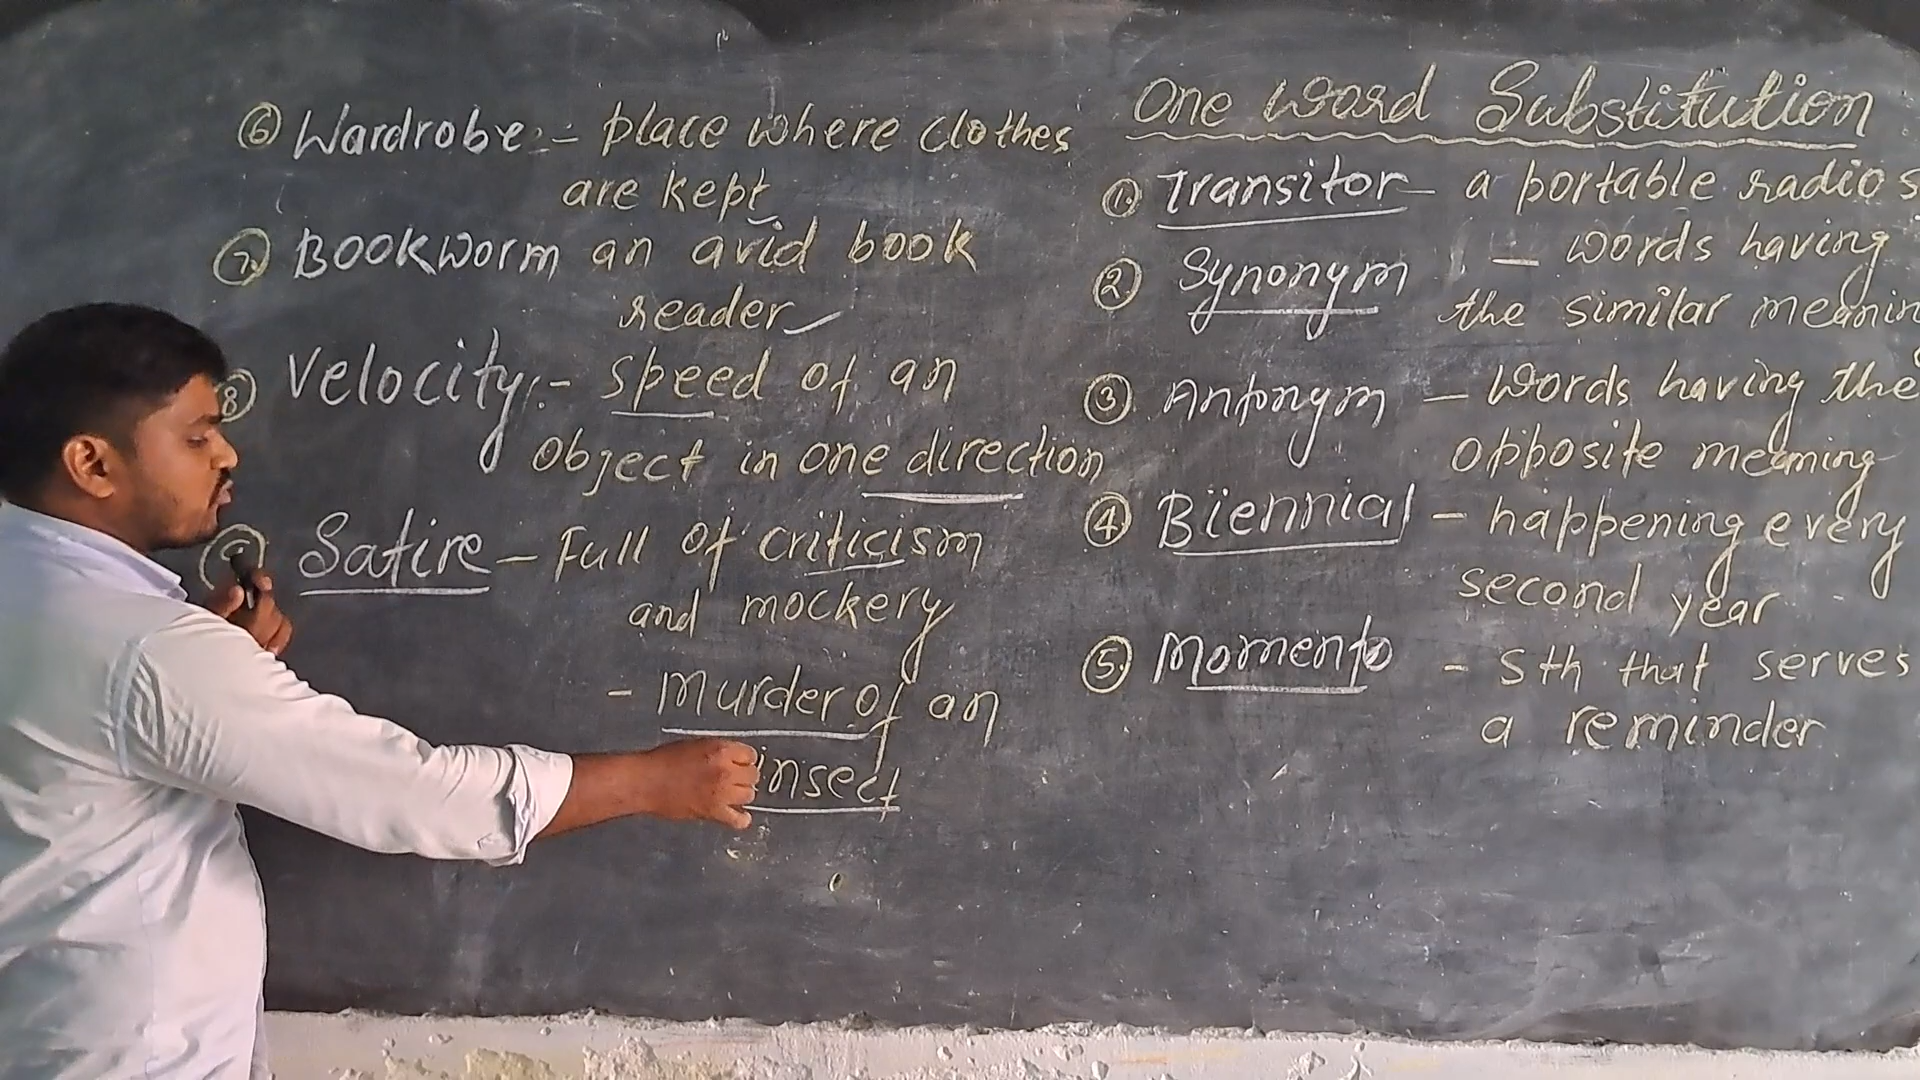 One Word Substitution
① Transitor - a portable radio s
② Synonym - words having
the similar meanin
③ Antonym - Words having the
opposite meaning
④ Biennial - happening every
second year
⑤ Momento - Sth that serves
a reminder
⑥ Wardrobe :- place where clothes
are kept
⑦ Bookworm an avid book
reader
⑧ Velocity :- speed of an
object in one direction
Satire - Full of criticism
and mockery
- Murder of an
insect